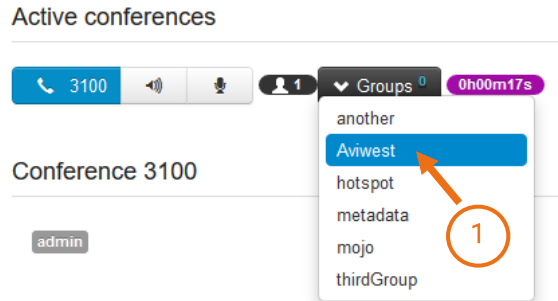 Active conferences
3100 1 Groups 0 0h00m17s
another
Aviwest
Conference 3100
hotspot
metadata
admin
mojo
1
thirdGroup